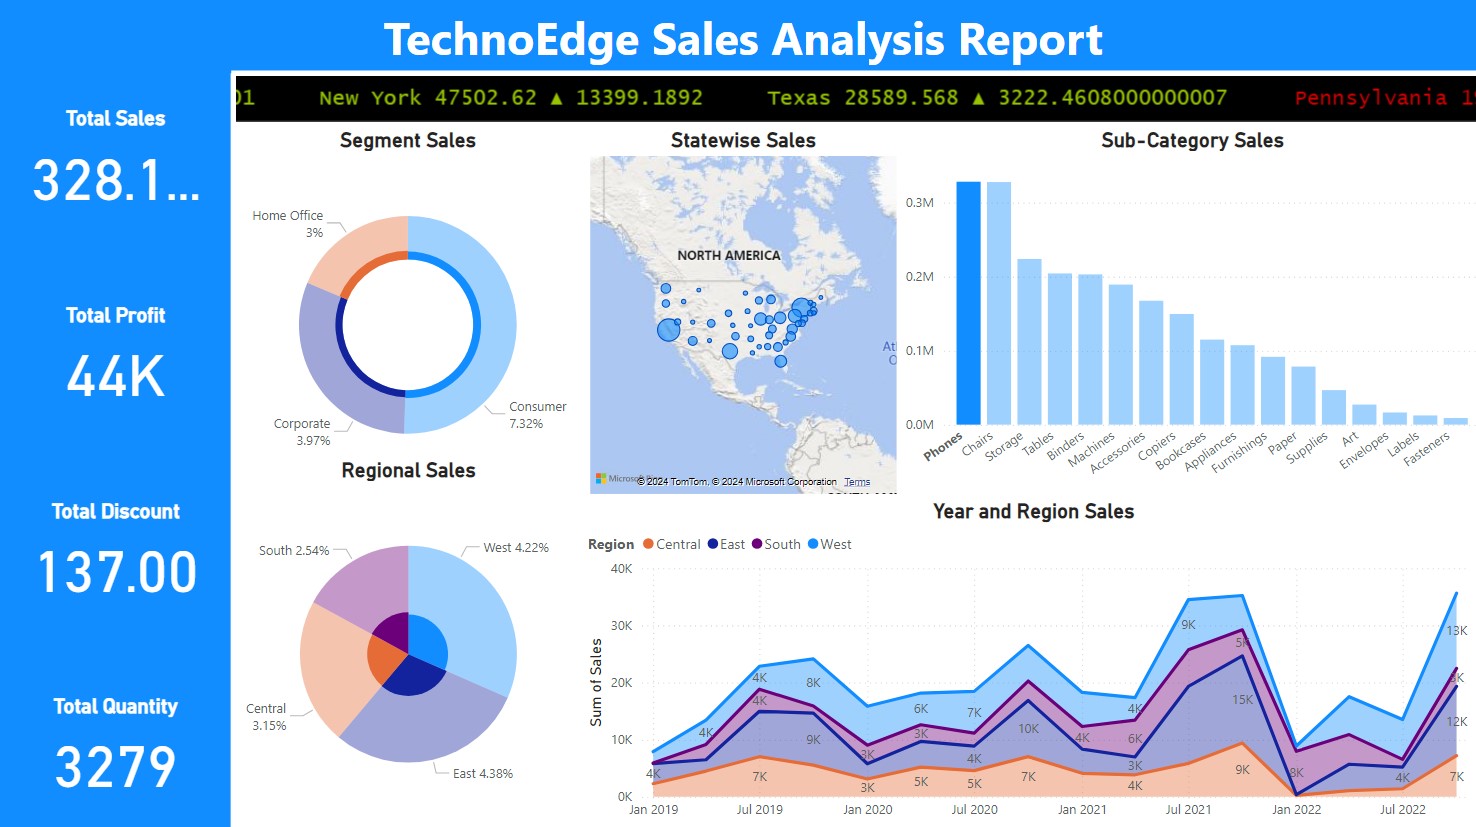 TechnoEdge Sales Analysis Report
New York 47502.62 ▲ 13399.1892 Texas 28589.568 ▲ 3222.4608000000007 Pennsylvania
Total Sales
328.1...
Total Profit
44K
Total Discount
137.00
Total Quantity
3279
Segment Sales
Home Office
3%
Corporate
3.97%
Consumer
7.32%
Regional Sales
South 2.54%
West 4.22%
Central
3.15%
East 4.38%
Statewise Sales
NORTH AMERICA
© 2024 TomTom, © 2024 Microsoft Corporation Terms
Sub-Category Sales
0.3M
0.2M
0.1M
0.0M
Phones
Chairs
Storage
Tables
Binders
Machines
Accessories
Copiers
Bookcases
Appliances
Furnishings
Paper
Supplies
Art
Envelopes
Labels
Fasteners
Year and Region Sales
Region Central East South West
Sum of Sales
40K
30K
20K
10K
0K
4K 4K 4K 4K 7K 8K 9K 3K 3K 6K 3K 5K 7K 4K 5K 10K 7K 4K 4K 6K 3K 4K 9K 5K 15K 9K 8K 4K 13K 3K 12K 7K
Jan 2019 Jul 2019 Jan 2020 Jul 2020 Jan 2021 Jul 2021 Jan 2022 Jul 2022